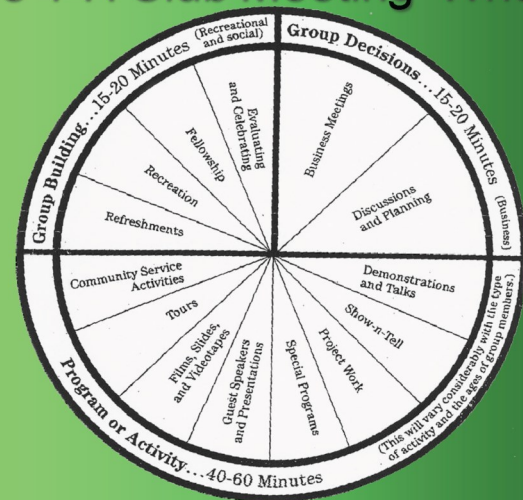 4-H Club Meeting
Group Building...15-20 Minutes
(Recreational
and social)
Group Decisions...15-20 Minutes
(Business)
Evaluating
and Celebrating
Fellowship
Recreation
Refreshments
Business Meetings
Discussions
and Planning
Community Service
Activities
Tours
Films, Slides,
and Videotapes
Guest Speakers
and Presentations
Special Programs
Project Work
Show-n-Tell
Demonstrations
and Talks
Program or Activity...40-60 Minutes
(This will vary considerably with the type
of activity and the ages of group members.)